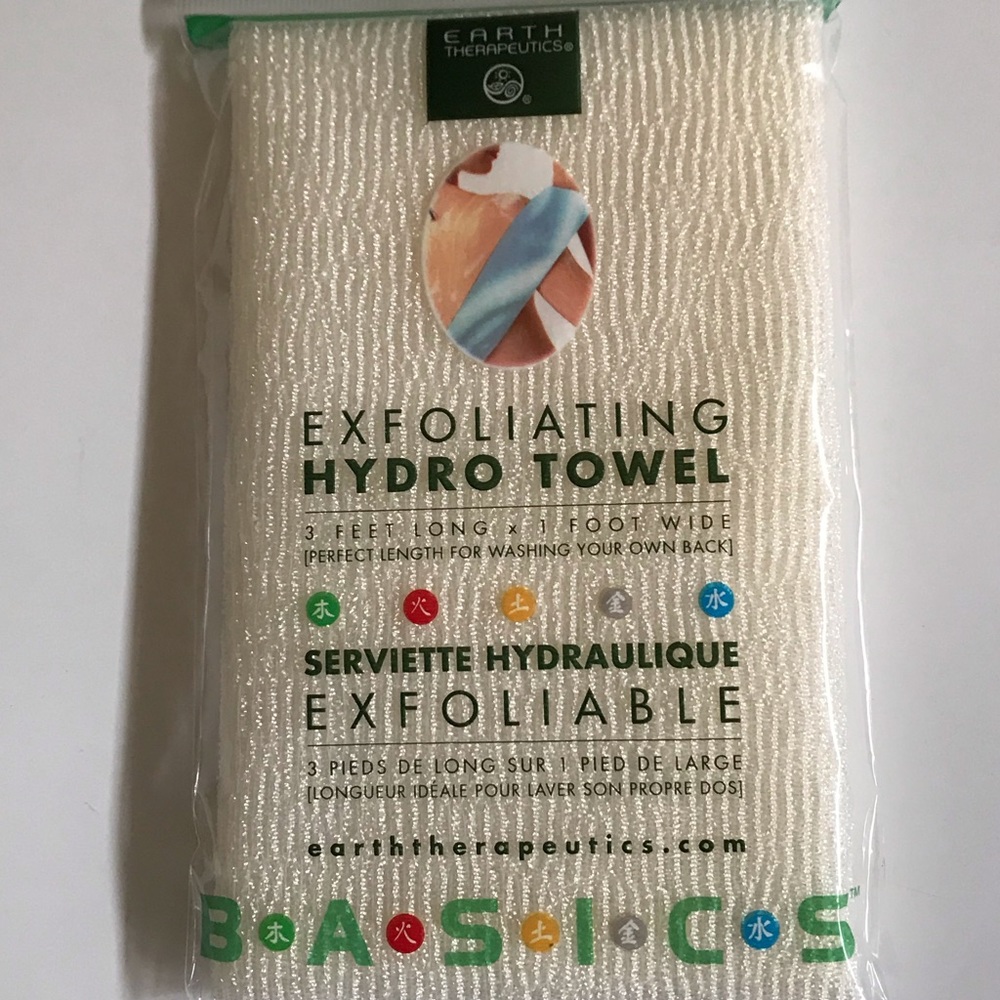 EARTH
THERAPEUTICS®
®
EXFOLIATING
HYDRO TOWEL
3 FEET LONG x 1 FOOT WIDE
[PERFECT LENGTH FOR WASHING YOUR OWN BACK]
木 火 土 金 水
SERVIETTE HYDRAULIQUE
EXFOLIABLE
3 PIEDS DE LONG SUR 1 PIED DE LARGE
[LONGUEUR IDÉALE POUR LAVER SON PROPRE DOS]
earththerapeutics.com
B木A火S土I金C水S™